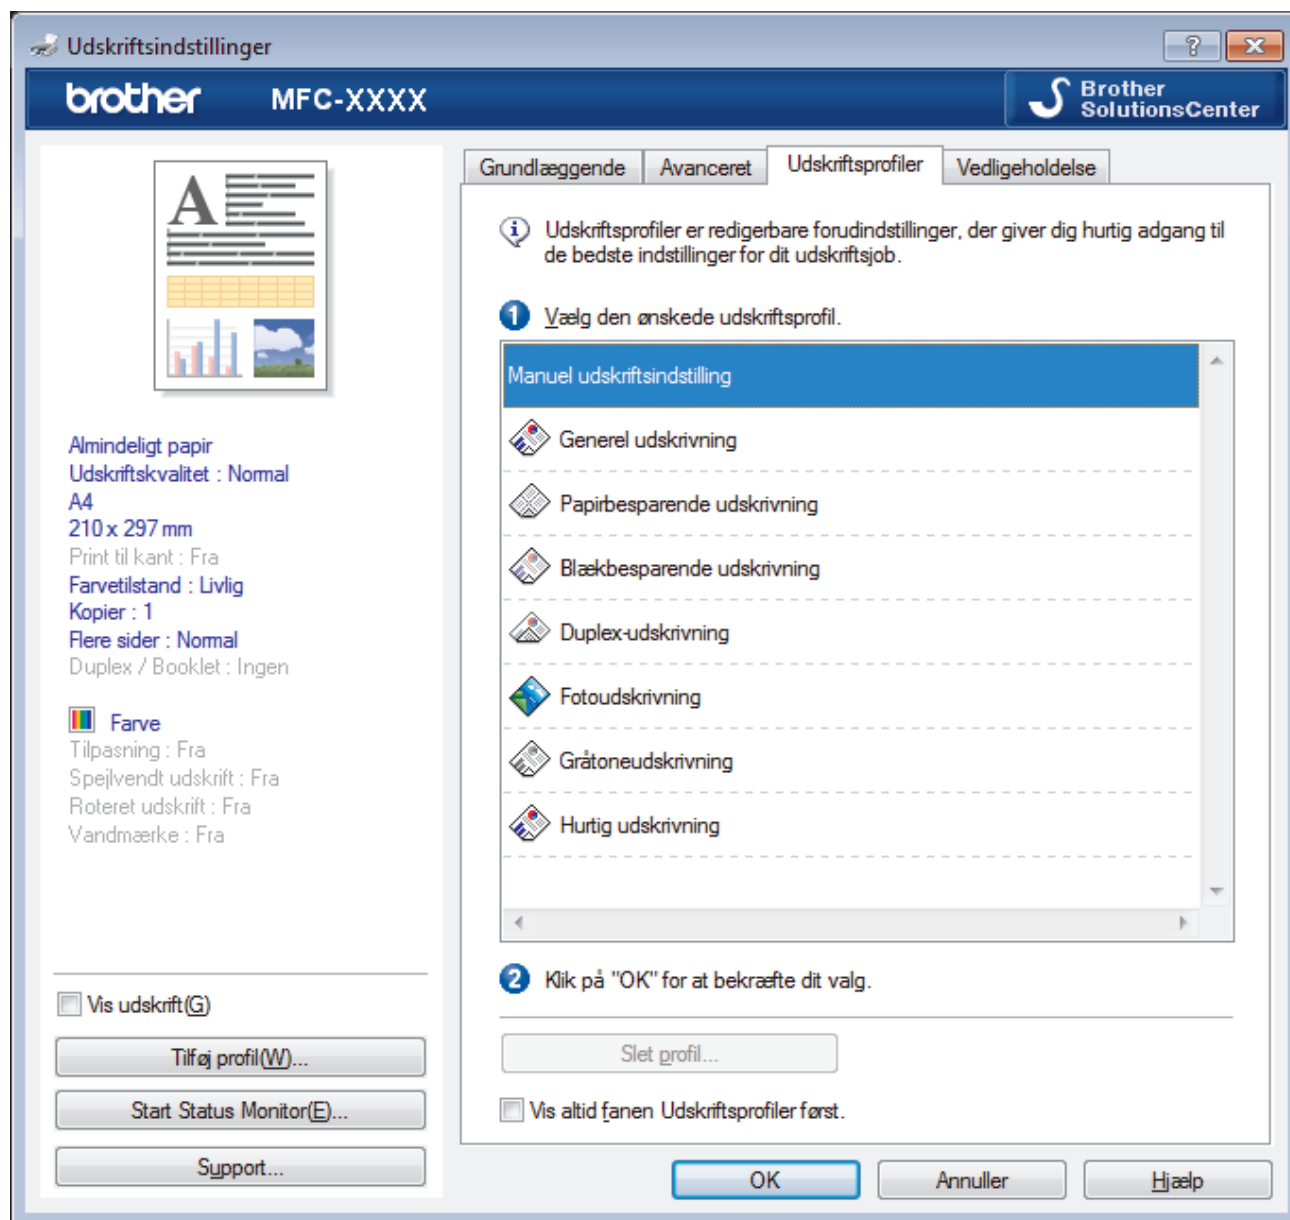 Udskriftsindstillinger
brother MFC-XXXX
Brother
SolutionsCenter
A
Almindeligt papir
Udskriftskvalitet : Normal
A4
210 x 297 mm
Print til kant : Fra
Farvetilstand : Livlig
Kopier : 1
Flere sider : Normal
Duplex / Booklet : Ingen
Farve
Tilpasning : Fra
Spejlvendt udskrift : Fra
Roteret udskrift : Fra
Vandmærke : Fra
Vis udskrift(G)
Tilføj profil(W)...
Start Status Monitor(E)...
Support...
Grundlæggende Avanceret Udskriftsprofiler Vedligeholdelse
Udskriftsprofiler er redigerbare forudindstillinger, der giver dig hurtig adgang til
de bedste indstillinger for dit udskriftsjob.
1 Vælg den ønskede udskriftsprofil.
Manuel udskriftsindstilling
Generel udskrivning
Papirbesparende udskrivning
Blækbesparende udskrivning
Duplex-udskrivning
Fotoudskrivning
Gråtoneudskrivning
Hurtig udskrivning
2 Klik på "OK" for at bekræfte dit valg.
Slet profil...
Vis altid fanen Udskriftsprofiler først.
OK Annuller Hjælp